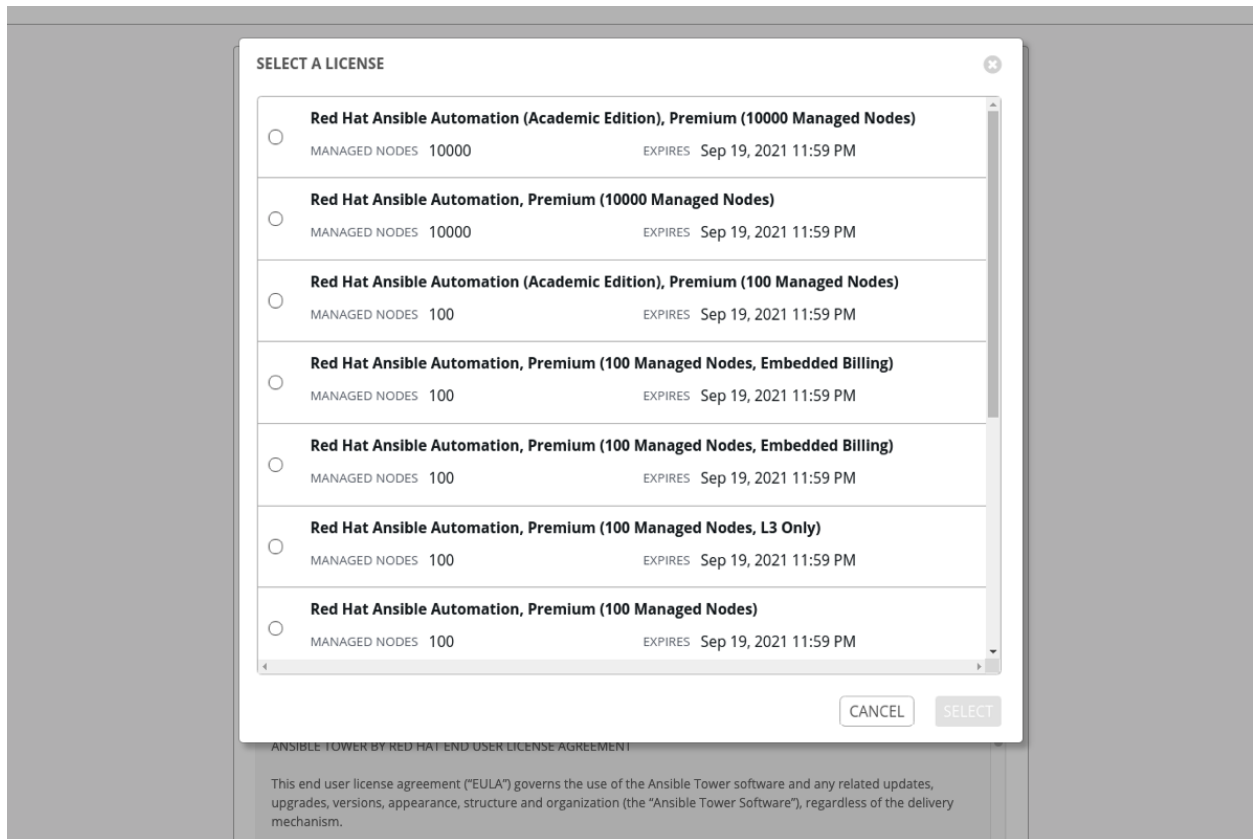 SELECT A LICENSE
Red Hat Ansible Automation (Academic Edition), Premium (10000 Managed Nodes)
MANAGED NODES 10000 EXPIRES Sep 19, 2021 11:59 PM
Red Hat Ansible Automation, Premium (10000 Managed Nodes)
MANAGED NODES 10000 EXPIRES Sep 19, 2021 11:59 PM
Red Hat Ansible Automation (Academic Edition), Premium (100 Managed Nodes)
MANAGED NODES 100 EXPIRES Sep 19, 2021 11:59 PM
Red Hat Ansible Automation, Premium (100 Managed Nodes, Embedded Billing)
MANAGED NODES 100 EXPIRES Sep 19, 2021 11:59 PM
Red Hat Ansible Automation, Premium (100 Managed Nodes, Embedded Billing)
MANAGED NODES 100 EXPIRES Sep 19, 2021 11:59 PM
Red Hat Ansible Automation, Premium (100 Managed Nodes, L3 Only)
MANAGED NODES 100 EXPIRES Sep 19, 2021 11:59 PM
Red Hat Ansible Automation, Premium (100 Managed Nodes)
MANAGED NODES 100 EXPIRES Sep 19, 2021 11:59 PM
CANCEL SELECT
ANSIBLE TOWER BY RED HAT END USER LICENSE AGREEMENT
This end user license agreement (“EULA”) governs the use of the Ansible Tower software and any related updates,
upgrades, versions, appearance, structure and organization (the “Ansible Tower Software”), regardless of the delivery
mechanism.